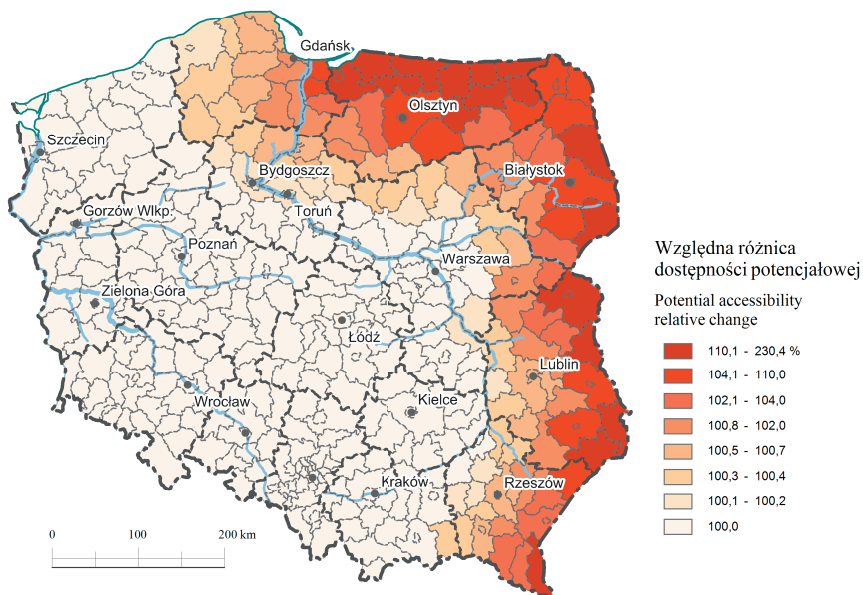 Gdańsk
Olsztyn
Szczecin
Bydgoszcz
Białystok
Toruń
Gorzów Wlkp.
Poznań
Warszawa
Zielona Góra
Łódź
Lublin
Wrocław
Kielce
Kraków
Rzeszów
Względna różnica
dostępności potencjałowej
Potential accessibility
relative change
110,1 - 230,4 %
104,1 - 110,0
102,1 - 104,0
100,8 - 102,0
100,5 - 100,7
100,3 - 100,4
100,1 - 100,2
100,0
0 100 200 km